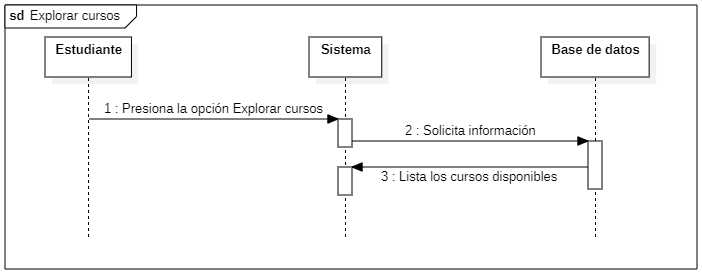 sd Explorar cursos
Estudiante
Sistema
Base de datos
1 : Presiona la opción Explorar cursos
2 : Solicita información
3 : Lista los cursos disponibles